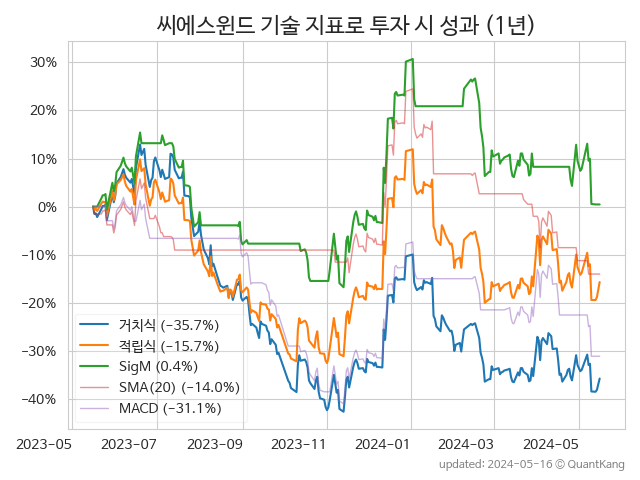 씨에스윈드 기술 지표로 투자 시 성과 (1년)
30%
20%
10%
0%
−10%
−20%
−30%
−40%
거치식 (−35.7%)
적립식 (−15.7%)
SigM (0.4%)
SMA(20) (−14.0%)
MACD (−31.1%)
2023-05 2023-07 2023-09 2023-11 2024-01 2024-03 2024-05
updated: 2024-05-16 © QuantKang